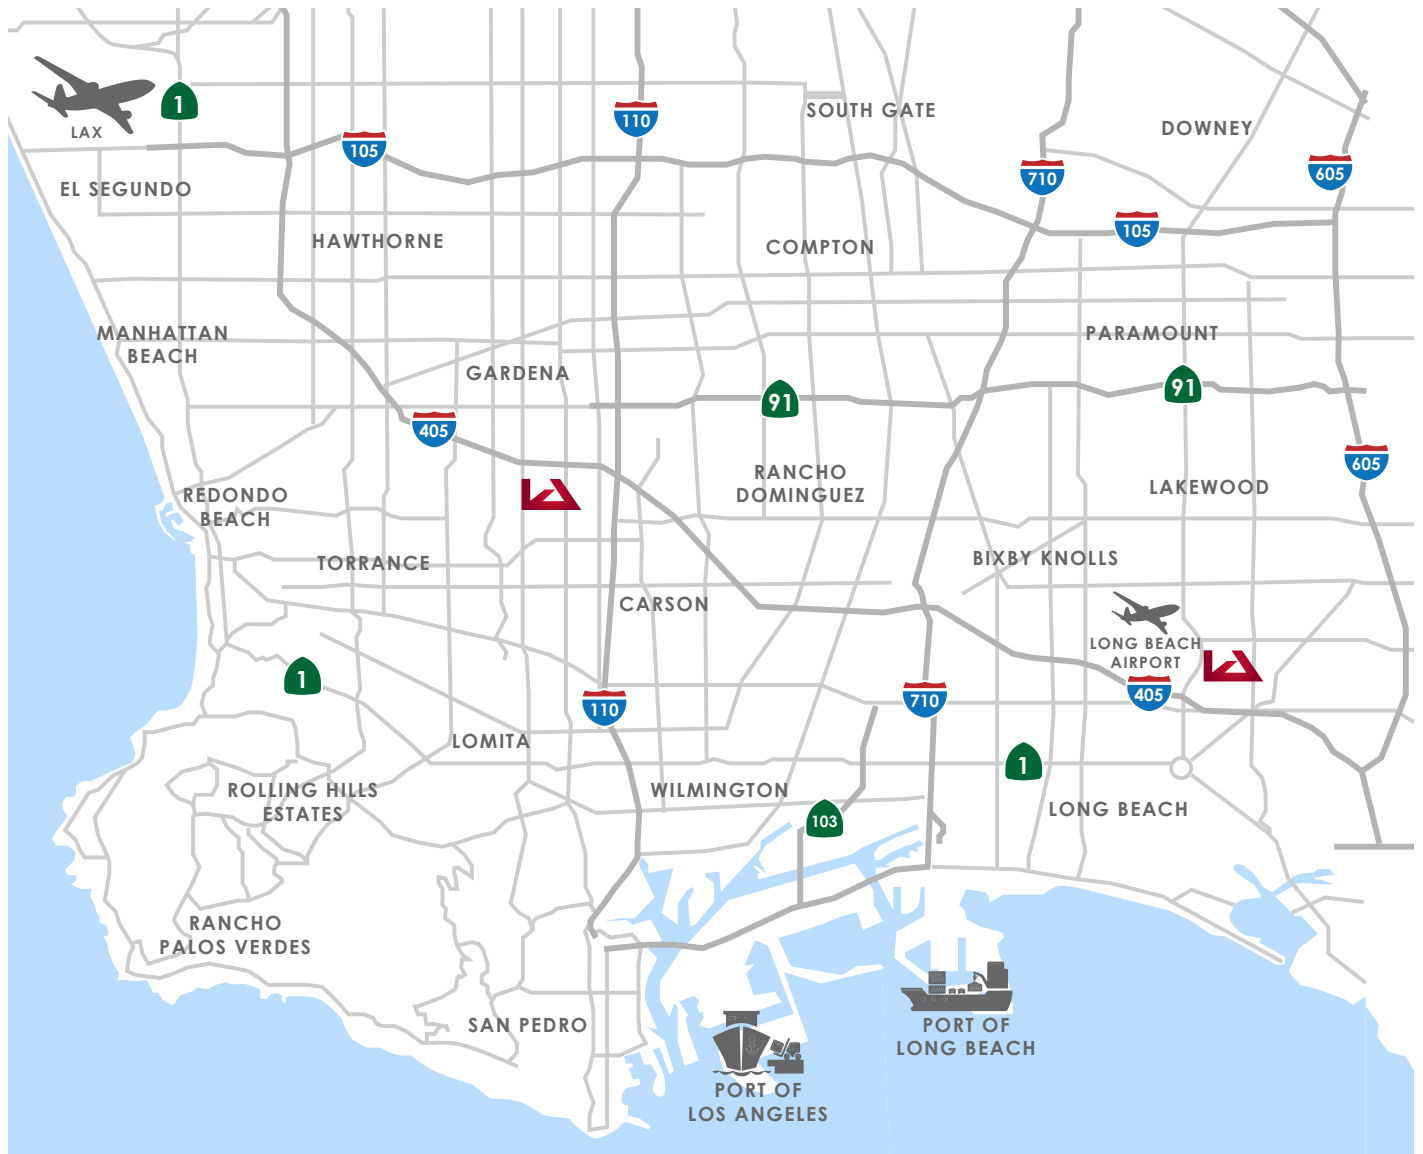 1
LAX
110
SOUTH GATE
DOWNEY
105
710
605
EL SEGUNDO
105
HAWTHORNE
COMPTON
MANHATTAN
BEACH
PARAMOUNT
GARDENA
91
91
405
605
RANCHO
DOMINGUEZ
LAKEWOOD
REDONDO
BEACH
TORRANCE
BIXBY KNOLLS
CARSON
LONG BEACH
AIRPORT
1
110
710
405
LOMITA
1
ROLLING HILLS
ESTATES
WILMINGTON
103
LONG BEACH
RANCHO
PALOS VERDES
SAN PEDRO
PORT OF
LONG BEACH
PORT OF
LOS ANGELES